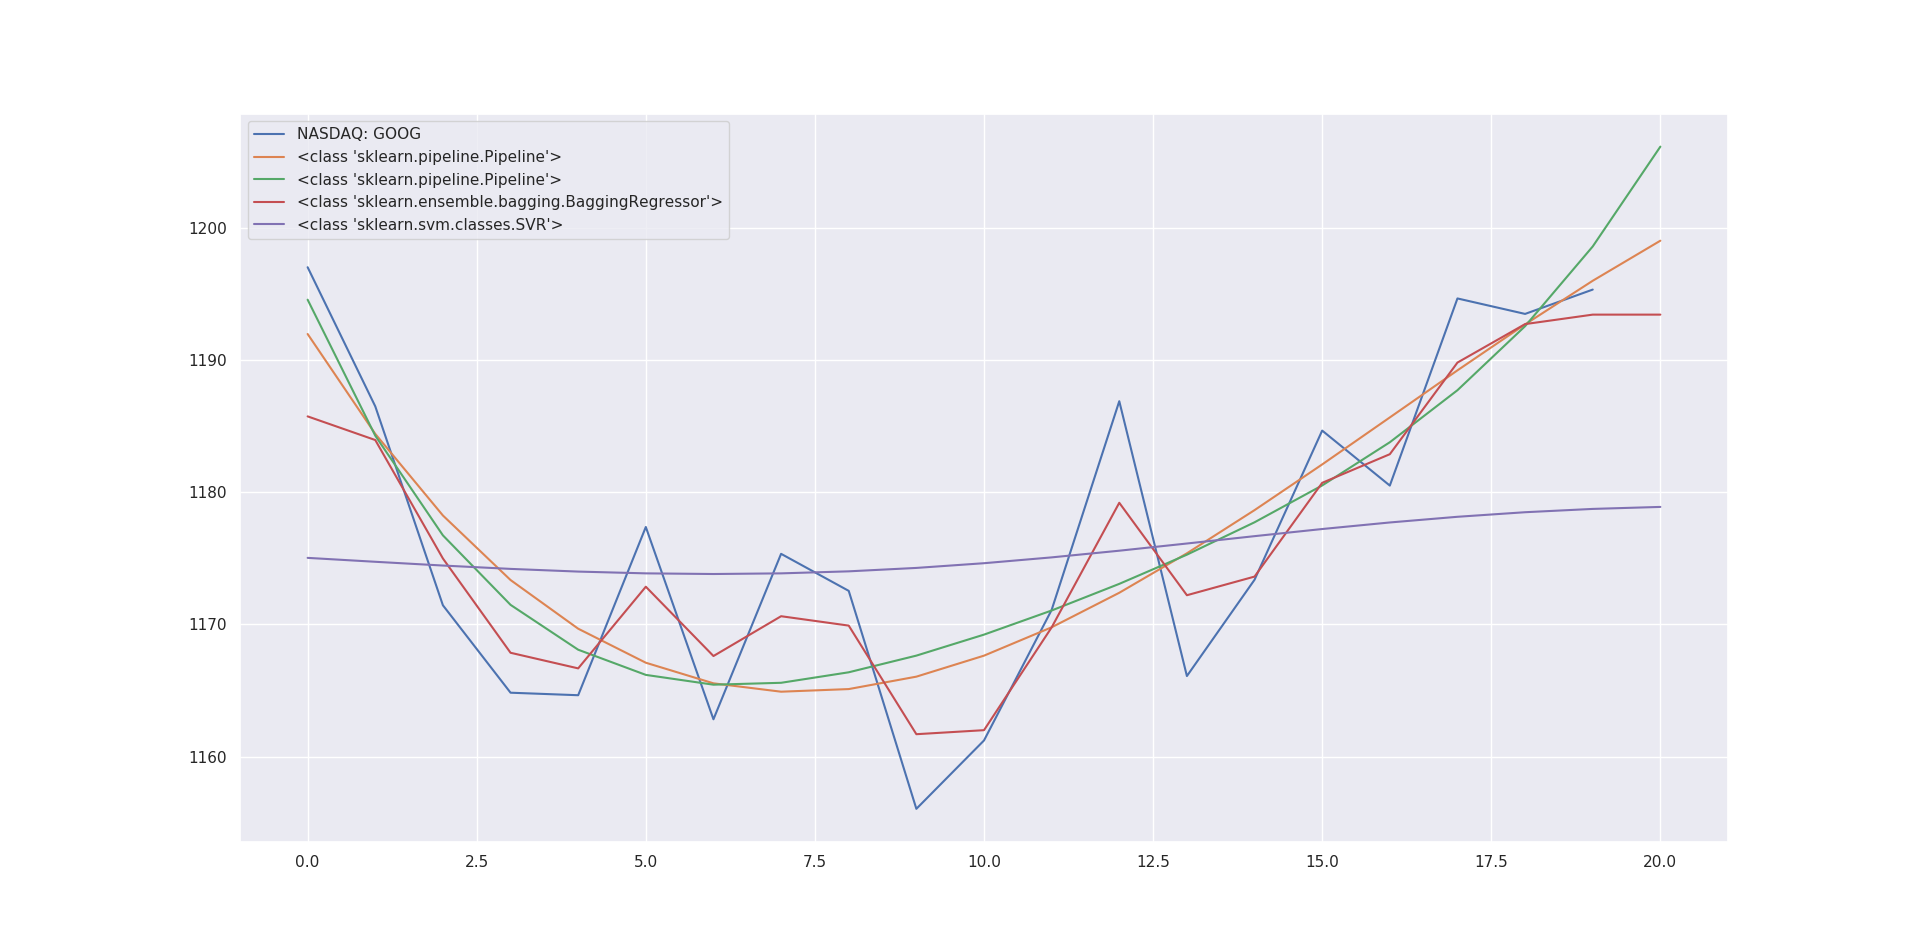 NASDAQ: GOOG
<class 'sklearn.pipeline.Pipeline'>
<class 'sklearn.pipeline.Pipeline'>
<class 'sklearn.ensemble.bagging.BaggingRegressor'>
<class 'sklearn.svm.classes.SVR'>
1200
1190
1180
1170
1160
0.0 2.5 5.0 7.5 10.0 12.5 15.0 17.5 20.0